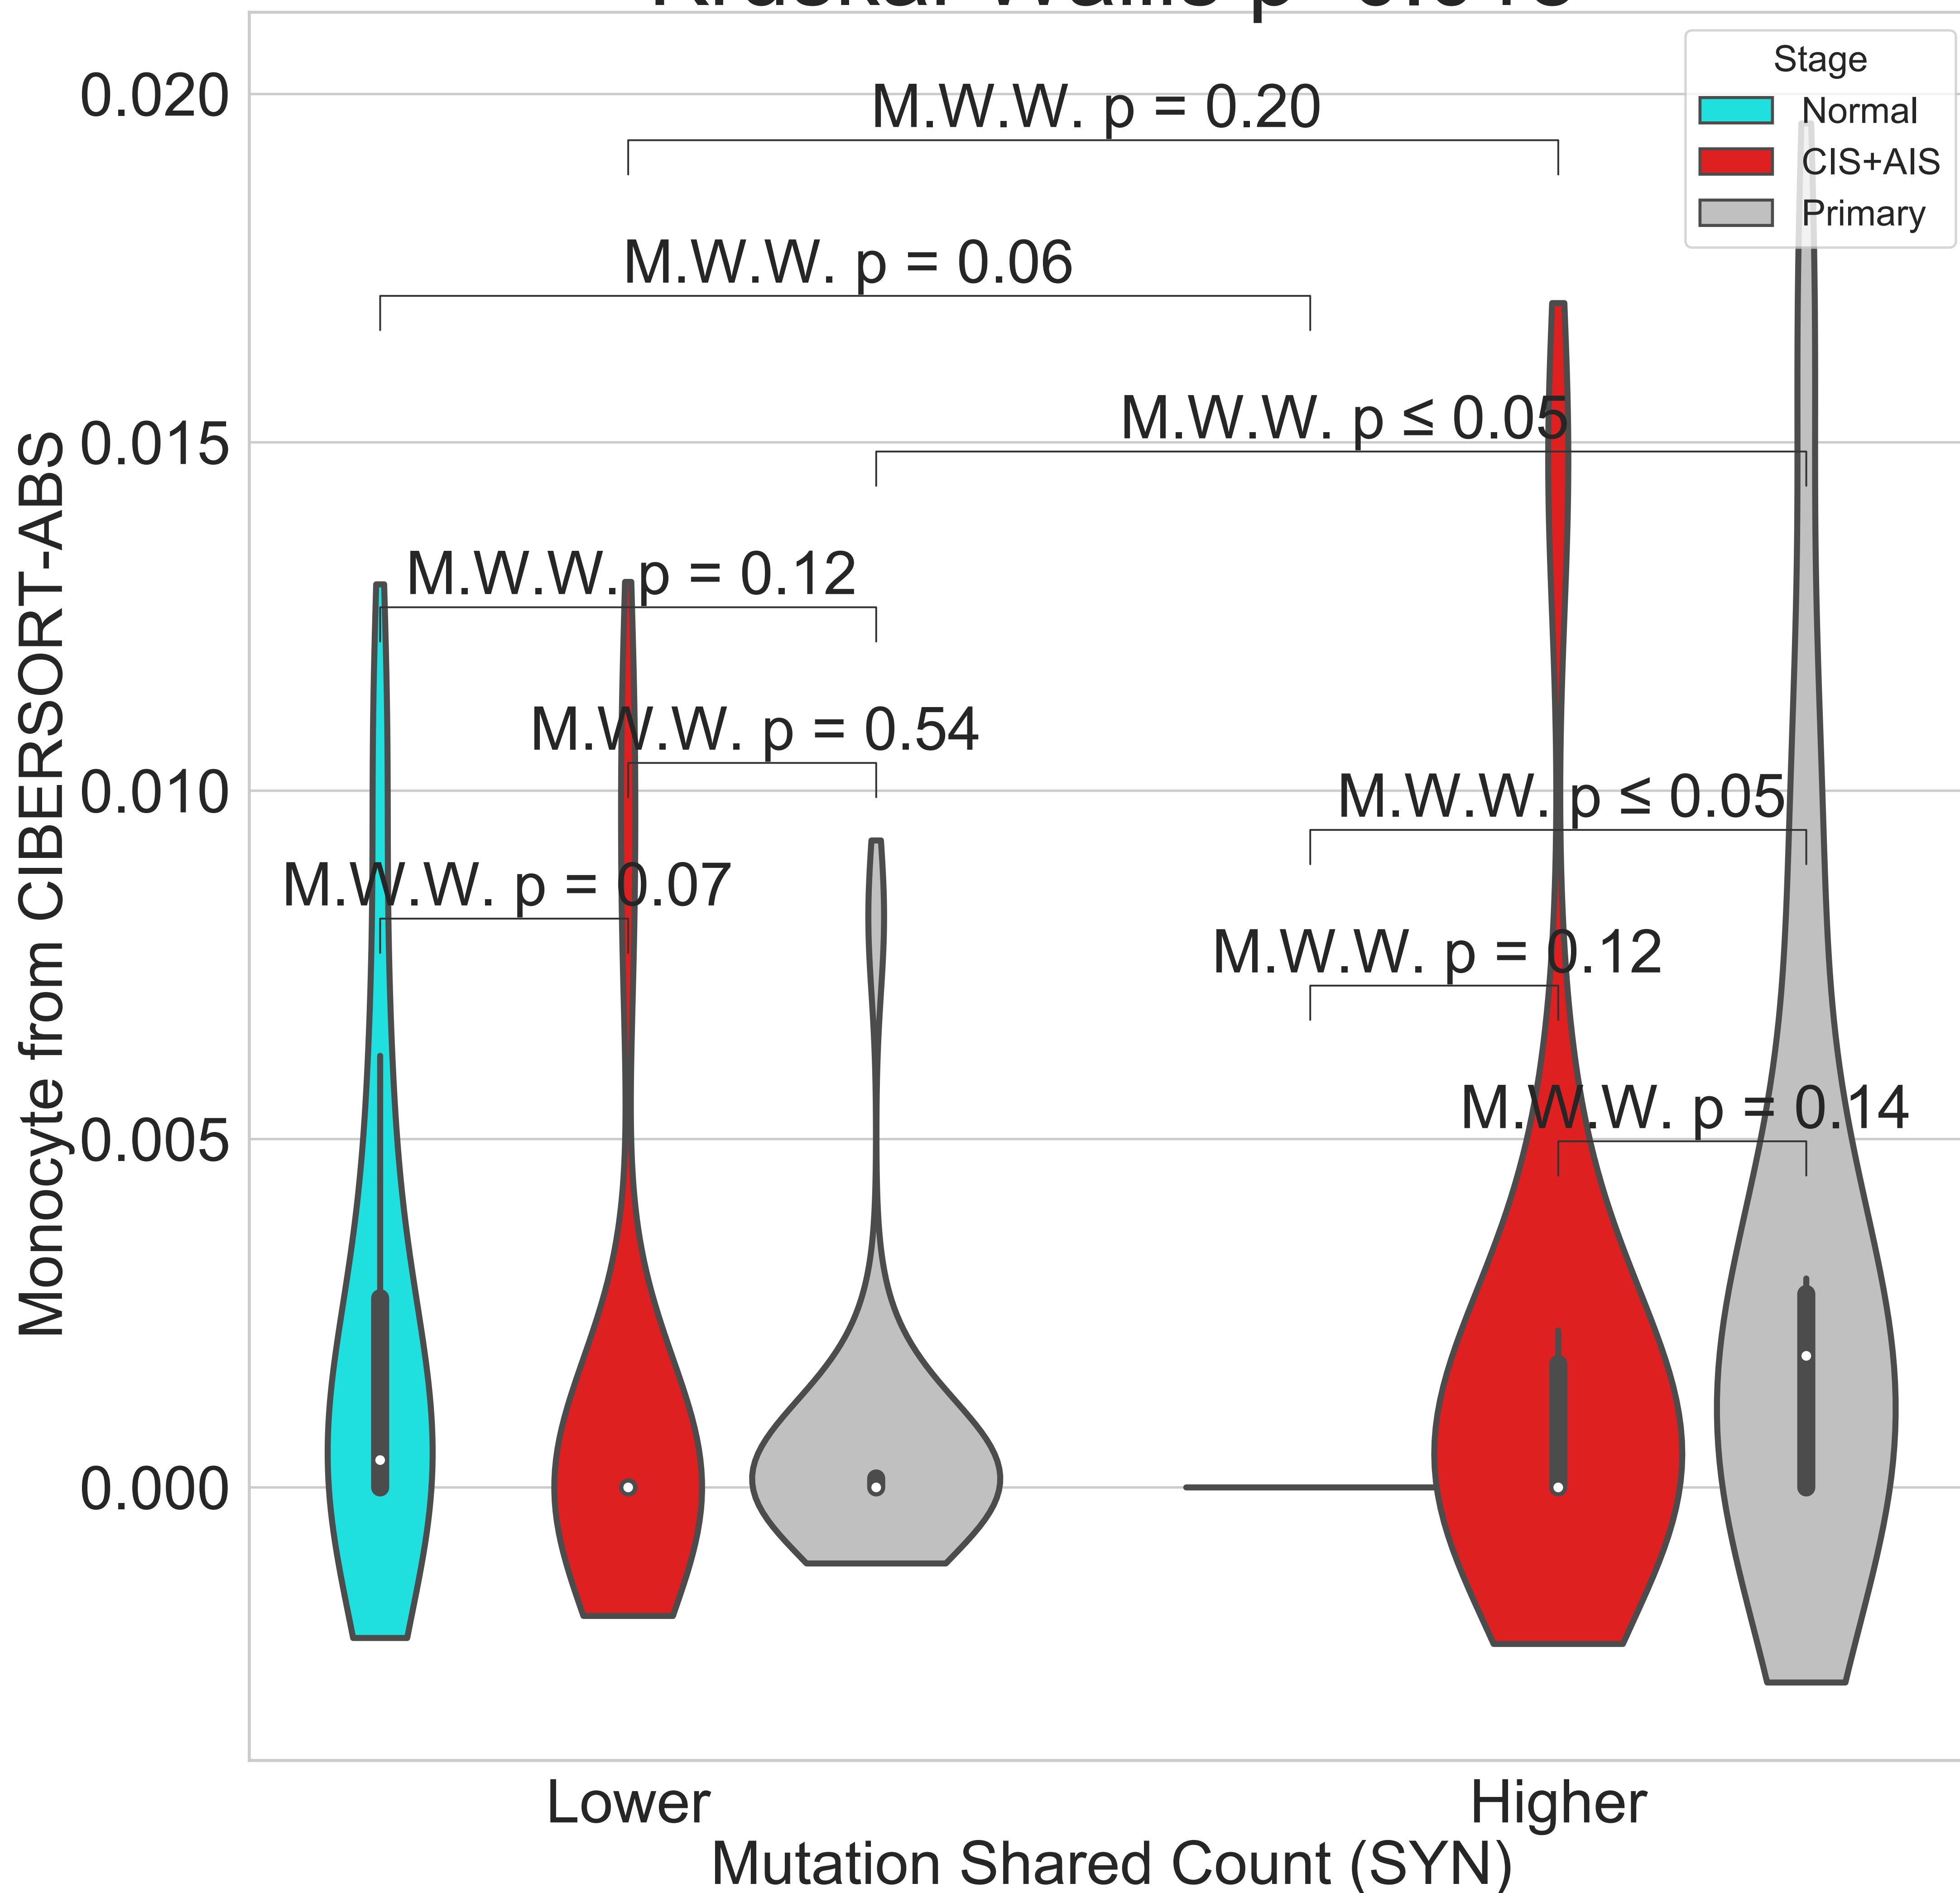 Stage
Normal
CIS+AIS
Primary
0.020
0.015
0.010
0.005
0.000
Monocyte from CIBERSORT-ABS
M.W.W. p = 0.20
M.W.W. p = 0.06
M.W.W. p ≤ 0.05
M.W.W. p = 0.12
M.W.W. p = 0.54
M.W.W. p ≤ 0.05
M.W.W. p = 0.07
M.W.W. p = 0.12
M.W.W. p = 0.14
Lower
Higher
Mutation Shared Count (SYN)